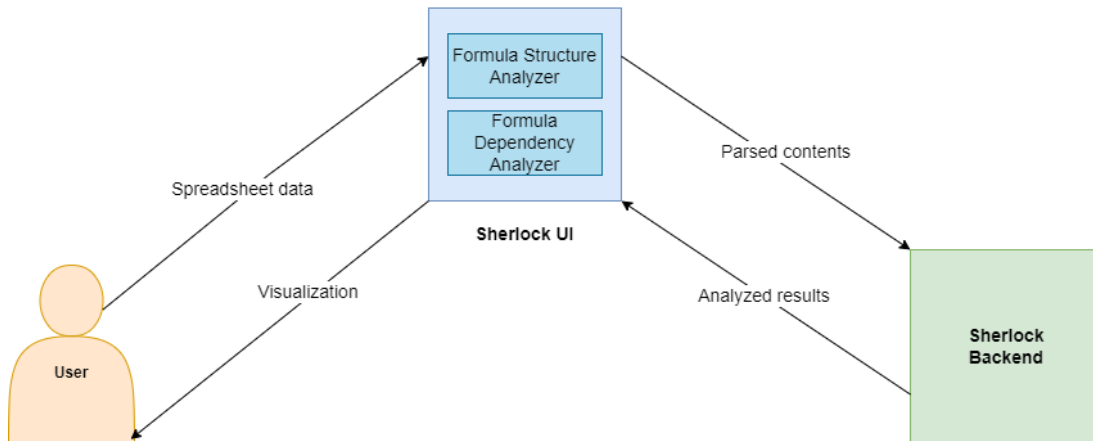 Formula Structure
Analyzer
Formula
Dependency
Analyzer
Parsed contents
Spreadsheet data
Sherlock UI
Visualization
Analyzed results
Sherlock
Backend
User